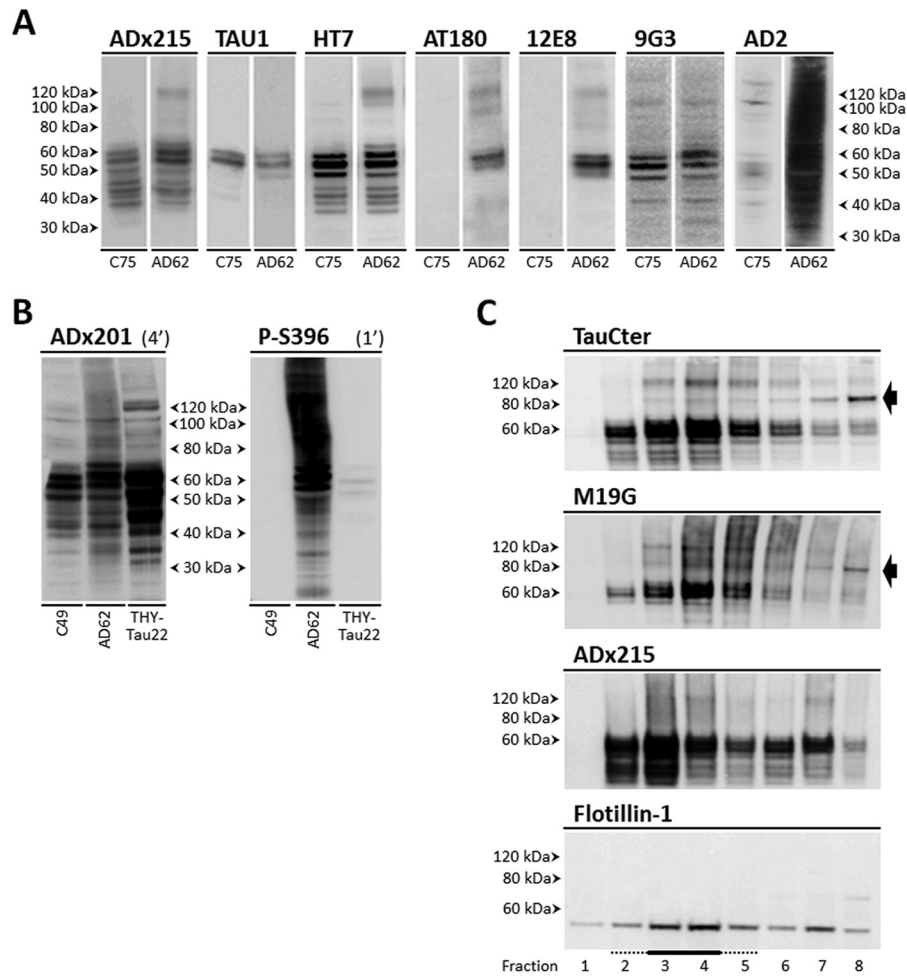 A
ADx215 TAU1 HT7 AT180 12E8 9G3 AD2
120 kDa
100 kDa
80 kDa
60 kDa
50 kDa
40 kDa
30 kDa
120 kDa
100 kDa
80 kDa
60 kDa
50 kDa
40 kDa
30 kDa
C75 AD62 C75 AD62 C75 AD62 C75 AD62 C75 AD62 C75 AD62 C75 AD62
B
ADx201 (4’) P-S396 (1’)
120 kDa
100 kDa
80 kDa
60 kDa
50 kDa
40 kDa
30 kDa
C49 AD62 THY-
Tau22
C49 AD62 THY-
Tau22
C
TauCter
120 kDa
80 kDa
60 kDa
M19G
120 kDa
80 kDa
60 kDa
ADx215
120 kDa
80 kDa
60 kDa
Flotillin-1
120 kDa
80 kDa
60 kDa
Fraction 1 2 3 4 5 6 7 8